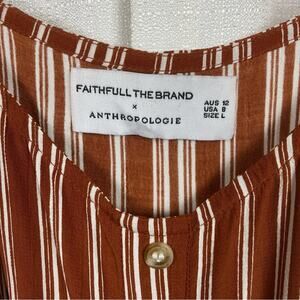 FAITHFULL THE BRAND
×
ANTHROPOLOGIE
AUS 12
USA 8
SIZE L